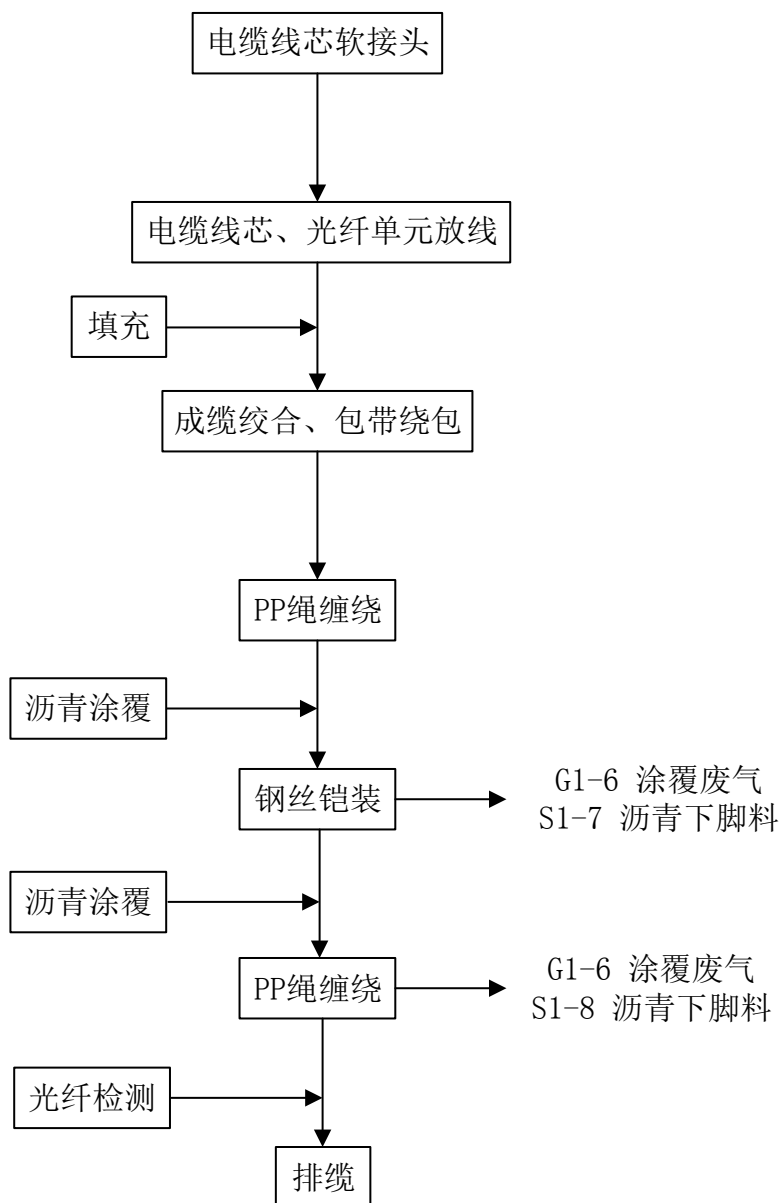 电缆线芯软接头
电缆线芯、光纤单元放线
填充
成缆绞合、包带绕包
PP绳缠绕
沥青涂覆
钢丝铠装
G1-6 涂覆废气
S1-7 沥青下脚料
沥青涂覆
PP绳缠绕
G1-6 涂覆废气
S1-8 沥青下脚料
光纤检测
排缆